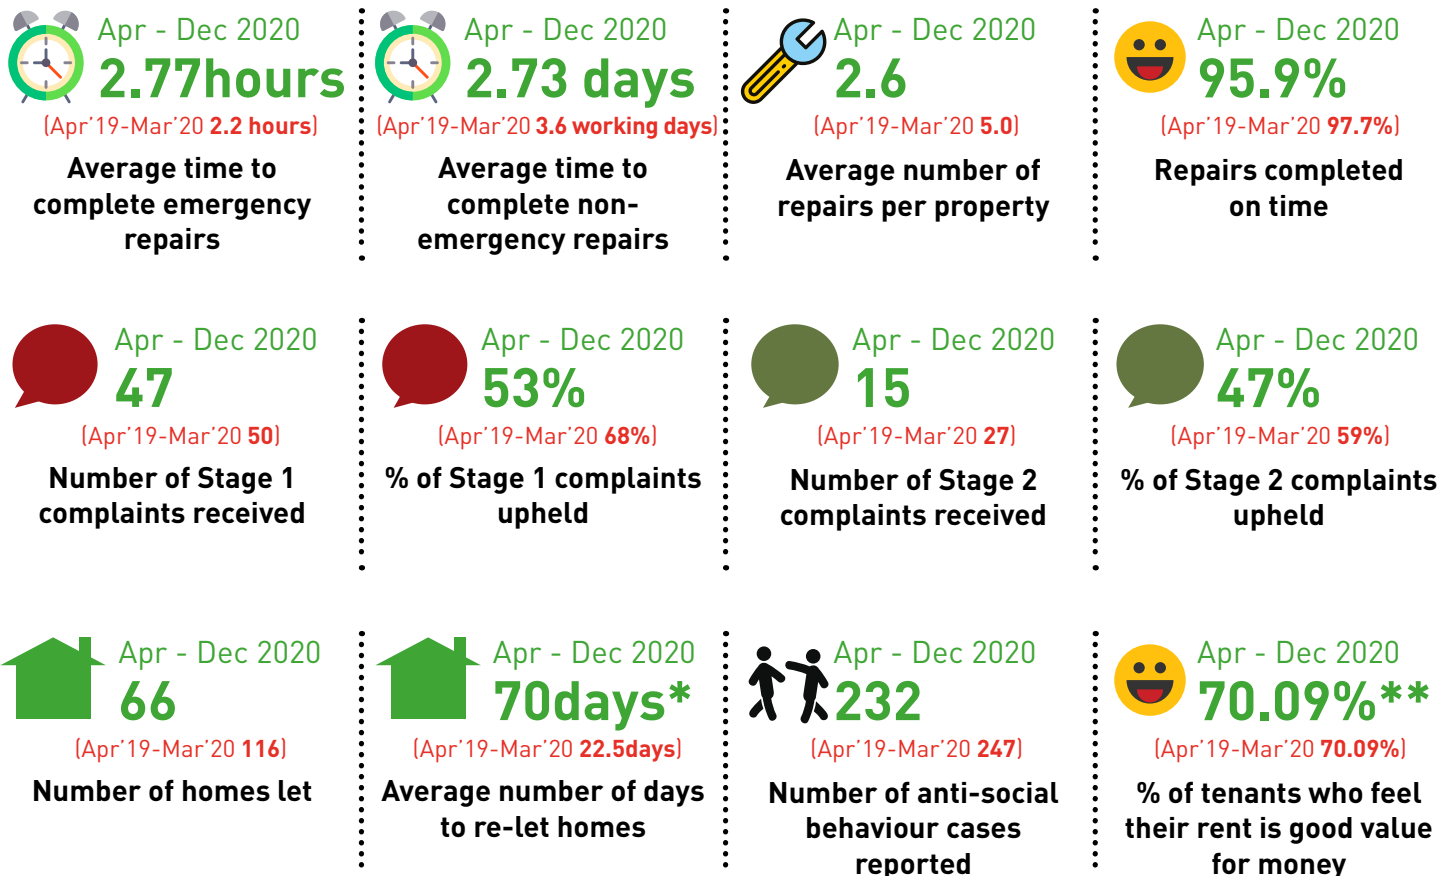 Apr - Dec 2020
2.77hours
(Apr'19-Mar'20 2.2 hours)
Average time to
complete emergency
repairs
Apr - Dec 2020
2.73 days
(Apr'19-Mar'20 3.6 working days)
Average time to
complete non-
emergency repairs
Apr - Dec 2020
2.6
(Apr'19-Mar'20 5.0)
Average number of
repairs per property
Apr - Dec 2020
95.9%
(Apr'19-Mar'20 97.7%)
Repairs completed
on time
Apr - Dec 2020
47
(Apr'19-Mar'20 50)
Number of Stage 1
complaints received
Apr - Dec 2020
53%
(Apr'19-Mar'20 68%)
% of Stage 1 complaints
upheld
Apr - Dec 2020
15
(Apr'19-Mar'20 27)
Number of Stage 2
complaints received
Apr - Dec 2020
47%
(Apr'19-Mar'20 59%)
% of Stage 2 complaints
upheld
Apr - Dec 2020
66
(Apr'19-Mar'20 116)
Number of homes let
Apr - Dec 2020
70days*
(Apr'19-Mar'20 22.5days)
Average number of days
to re-let homes
Apr - Dec 2020
232
(Apr'19-Mar'20 247)
Number of anti-social
behaviour cases
reported
Apr - Dec 2020
70.09%**
(Apr'19-Mar'20 70.09%)
% of tenants who feel
their rent is good value
for money